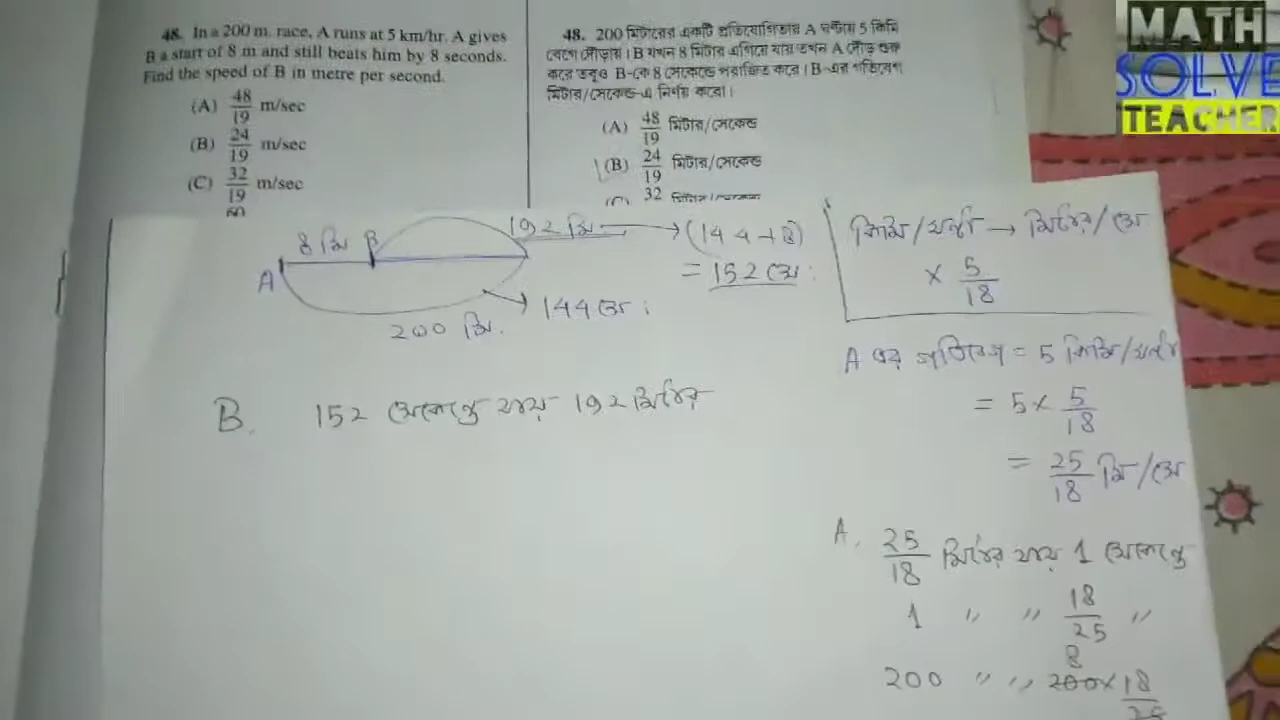 48. In a 200 m. race, A runs at 5 km/hr. A gives
B a start of 8 m and still beats him by 8 seconds.
Find the speed of B in metre per second.
(A) 48/19 m/sec
(B) 24/19 m/sec
(C) 32/19 m/sec
48. 200 মিটারের একটি প্রতিযোগিতায় A ঘণ্টায় 5 কিমি
বেগে দৌড়ায়। B যখন 8 মিটার এগিয়ে যায় তখন A দৌড় শুরু
করে তবুও B-কে 8 সেকেন্ডে পরাজিত করে। B-এর গতিবেগ
মিটার/সেকেন্ড-এ নির্ণয় করো।
(A) 48/19 মিটার/সেকেন্ড
(B) 24/19 মিটার/সেকেন্ড
(C) 32 মিটার/সেকেন্ড
MATH
SOLVE
TEACHER
8 মি B 192 মি → (144+8)
A = 152 সে.
200 মি. → 144 সে.
কিমি/ঘন্টা → মিটার/সে
× 5/18
A এর গতিবেগ = 5 কিমি/ঘন্টা
= 5 × 5/18
= 25/18 মি/সে
B. 152 সেকেন্ডে যায় 192 মিটার
A. 25/18 মিটার যায় 1 সেকেন্ডে
1 " " 18/25 "
8
200 " " 200×18/25